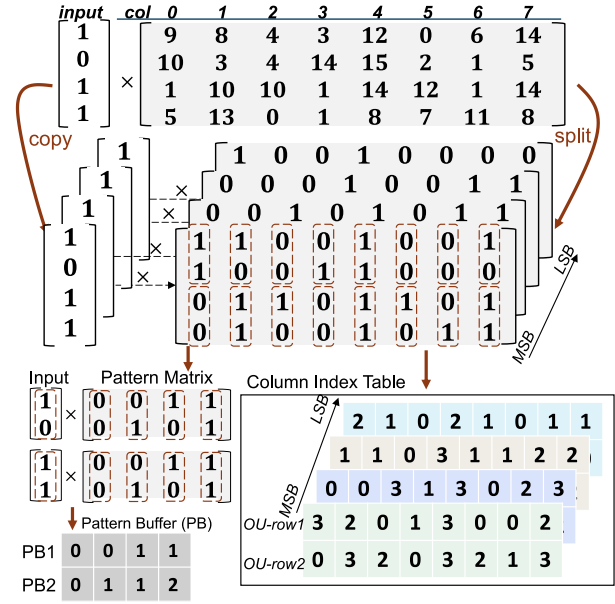 input col 0 1 2 3 4 5 6 7
1 9 8 4 3 12 0 6 14
0 × 10 3 4 14 15 2 1 5
1 1 10 10 1 14 12 1 14
1 5 13 0 1 8 7 11 8
copy split
1 1 0 0 1 0 0 0 0
1 × 0 0 0 1 0 0 1 1
1 × 0 0 1 0 1 0 1 1
1 × 1 1 0 0 1 0 0 1
0 × 1 0 0 1 1 0 0 0
1 0 1 1 0 1 0 0 1
1 0 1 0 0 1 0 1 1
LSB
MSB
Input Pattern Matrix
1 × 0 0 1 1
0 0 1 0 1
1 × 0 0 1 1
1 0 1 0 1
Pattern Buffer (PB)
PB1 0 0 1 1
PB2 0 1 1 2
Column Index Table
LSB
MSB
2 1 0 2 1 0 1 1
1 1 0 3 1 1 2 2
0 0 3 1 3 0 2 3
OU-row1 3 2 0 1 3 0 0 2
OU-row2 0 3 2 0 3 2 1 3